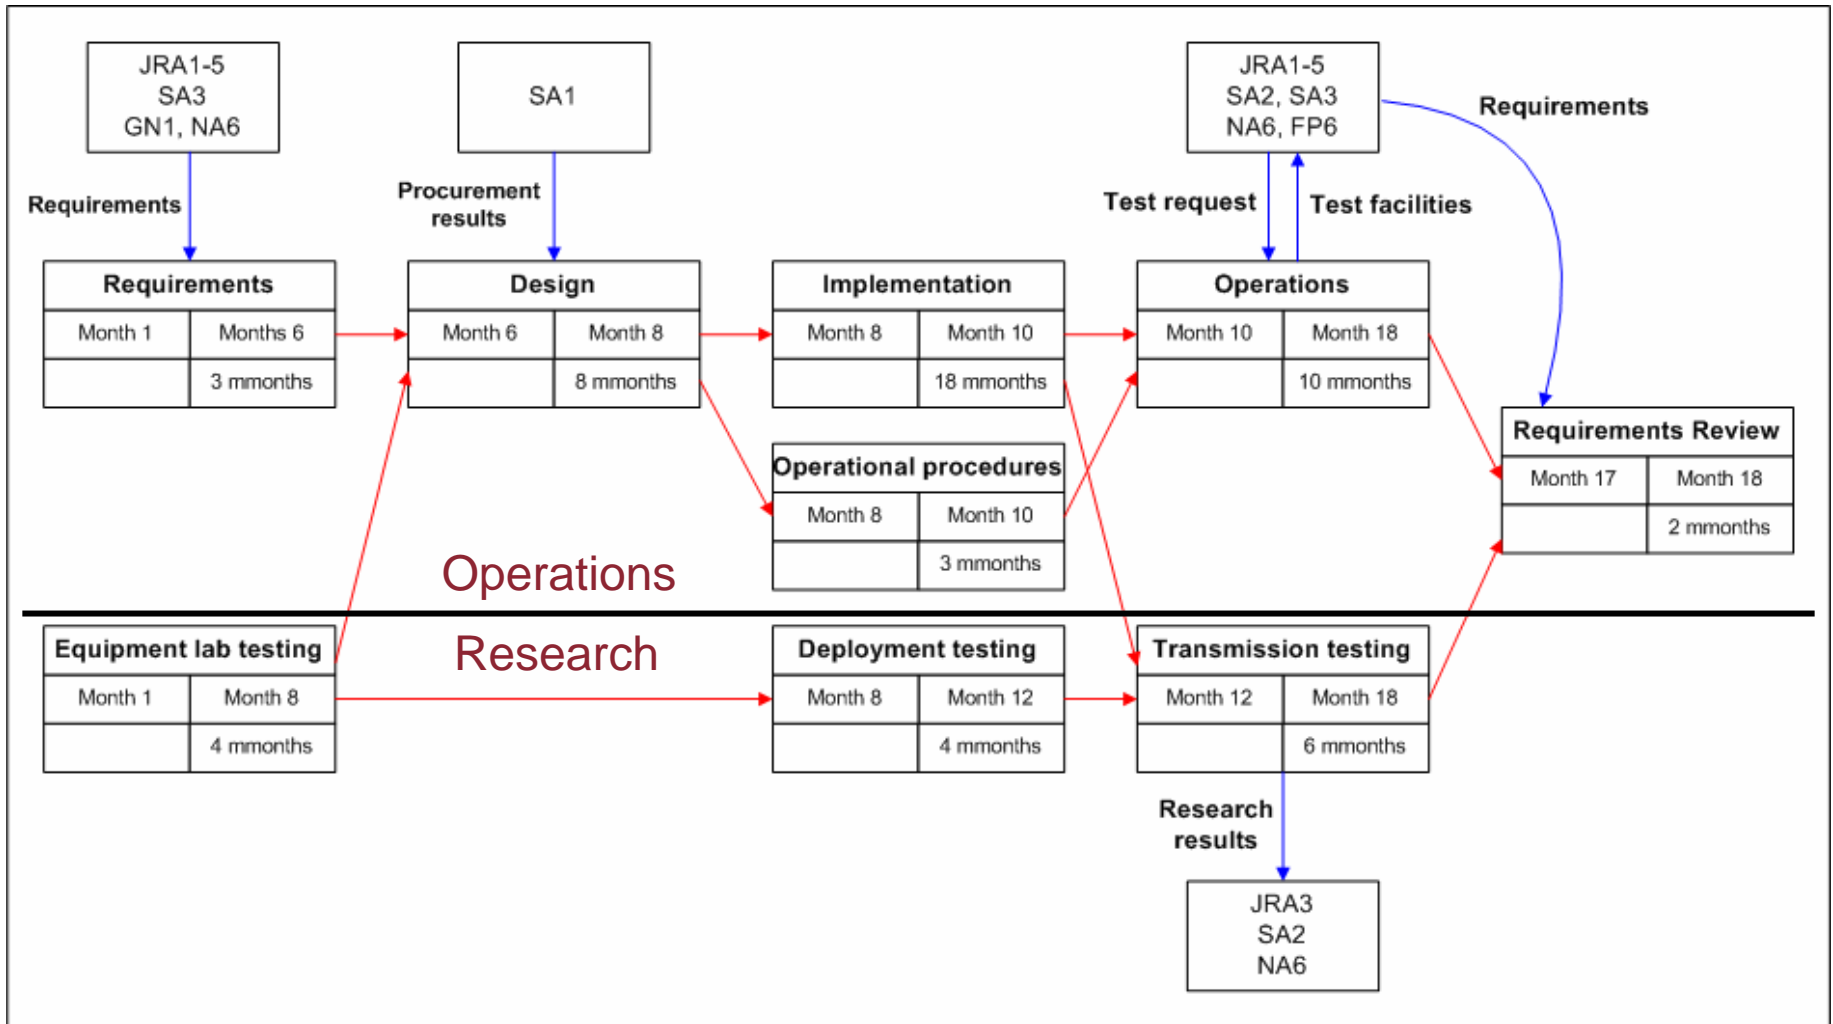 JRA1-5
SA3
GN1, NA6
SA1
JRA1-5
SA2, SA3
NA6, FP6
Requirements
Requirements
Procurement
results
Test request
Test facilities
Requirements
Month 1
Months 6
3 mmonths
Design
Month 6
Month 8
8 mmonths
Implementation
Month 8
Month 10
18 mmonths
Operations
Month 10
Month 18
10 mmonths
Operational procedures
Month 8
Month 10
3 mmonths
Requirements Review
Month 17
Month 18
2 mmonths
Operations
Research
Equipment lab testing
Month 1
Month 8
4 mmonths
Deployment testing
Month 8
Month 12
4 mmonths
Transmission testing
Month 12
Month 18
6 mmonths
Research
results
JRA3
SA2
NA6